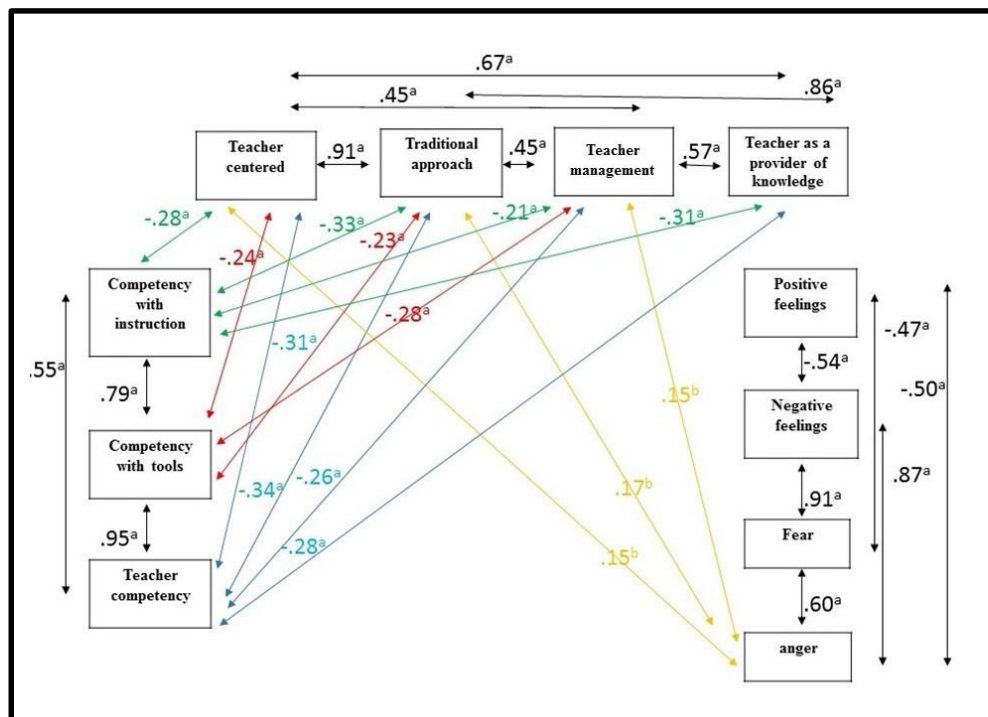 .67ᵃ
.45ᵃ
.86ᵃ
Teacher
centered
.91ᵃ
Traditional
approach
.45ᵃ
Teacher
management
.57ᵃ
Teacher as a
provider of
knowledge
-.28ᵃ
-.33ᵃ
-.21ᵃ
-.31ᵃ
-.24ᵃ
-.23ᵃ
Competency
with
instruction
-.28ᵃ
-.31ᵃ
.55ᵃ
.79ᵃ
Competency
with tools
-.34ᵃ
-.26ᵃ
.95ᵃ
-.28ᵃ
Teacher
competency
.15ᵇ
.17ᵇ
.15ᵇ
Positive
feelings
-.47ᵃ
-.54ᵃ
-.50ᵃ
Negative
feelings
.87ᵃ
.91ᵃ
Fear
.60ᵃ
anger